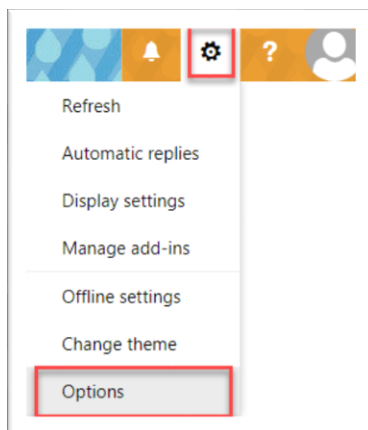 ?
Refresh
Automatic replies
Display settings
Manage add-ins
Offline settings
Change theme
Options